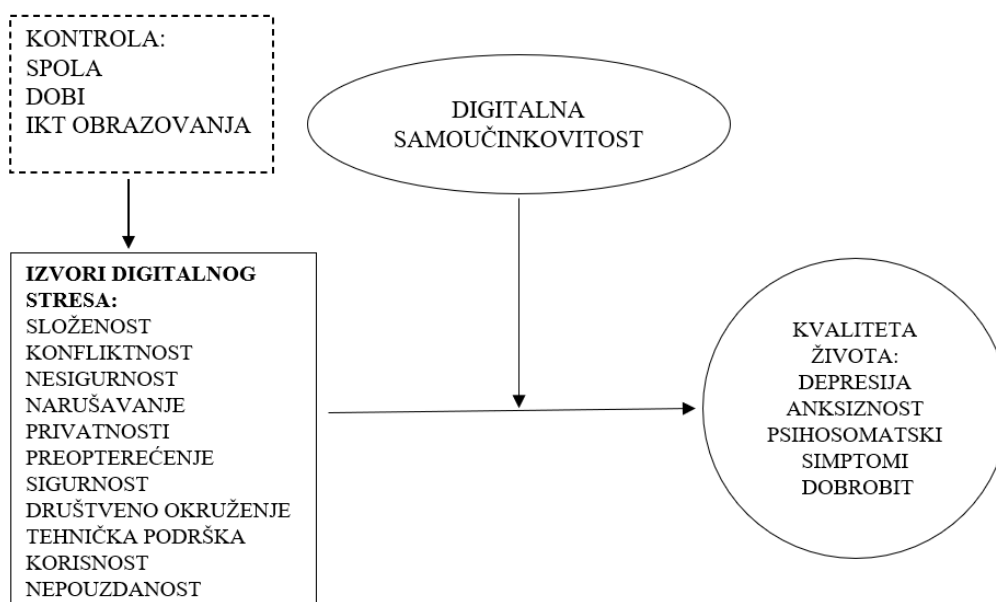 KONTROLA:
SPOLA
DOBI
IKT OBRAZOVANJA
DIGITALNA
SAMOUČINKOVITOST
IZVORI DIGITALNOG
STRESA:
SLOŽENOST
KONFLIKTNOST
NESIGURNOST
NARUŠAVANJE
PRIVATNOSTI
PREOPTEREĆENJE
SIGURNOST
DRUŠTVENO OKRUŽENJE
TEHNIČKA PODRŠKA
KORISNOST
NEPOUZDANOST
KVALITETA
ŽIVOTA:
DEPRESIJA
ANKSIZNOST
PSIHOSOMATSKI
SIMPTOMI
DOBROBIT